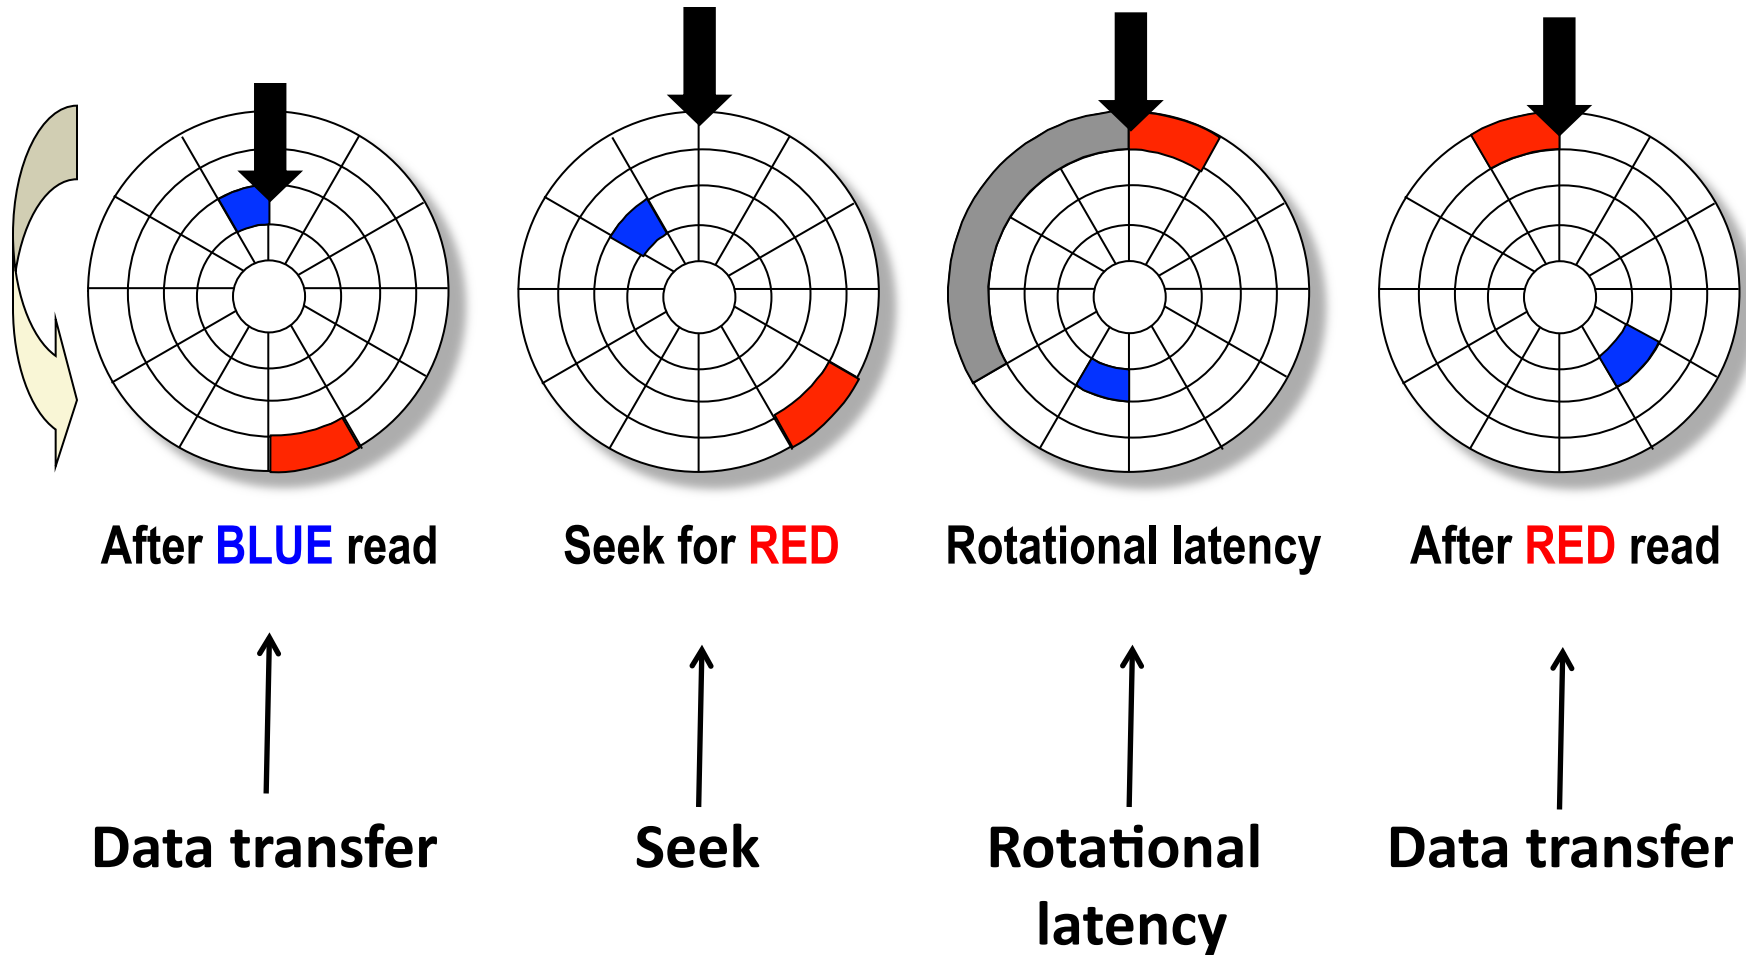 After BLUE read
Seek for RED
Rotational latency
After RED read
Data transfer
Seek
Rotational
latency
Data transfer